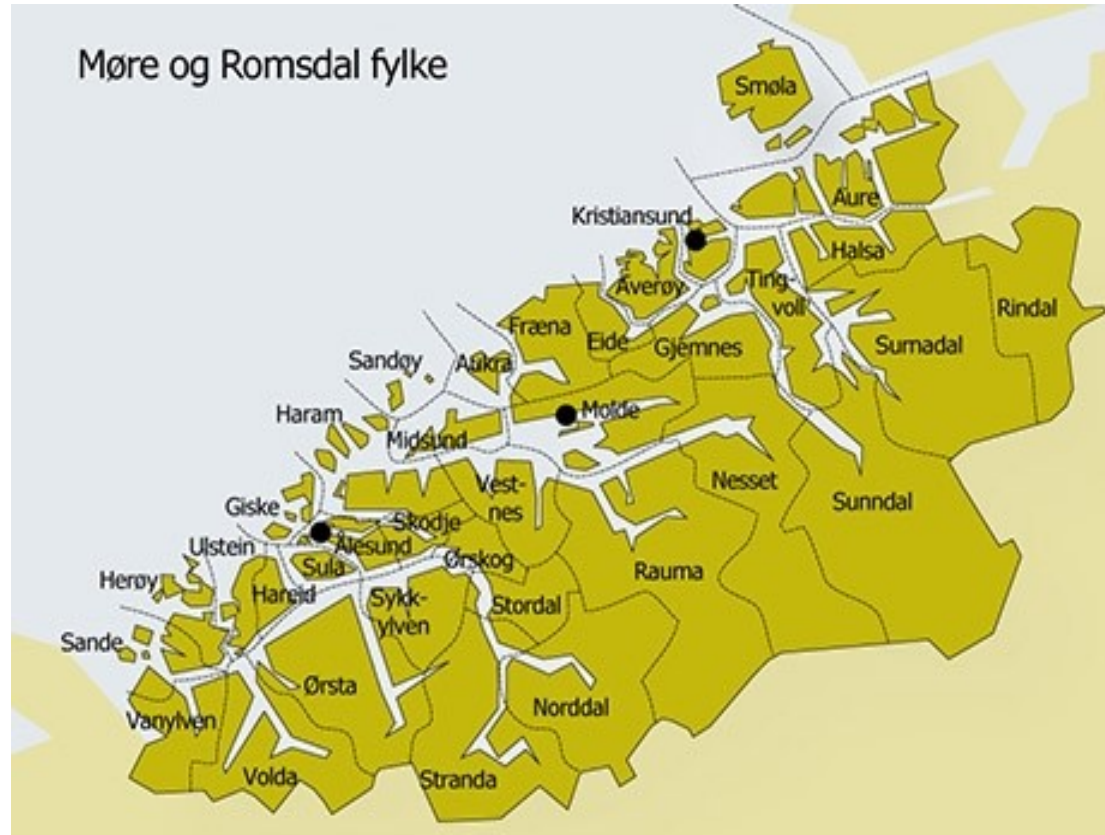 Møre og Romsdal fylke
Smøla
Aure
Kristiansund
Halsa
Averøy
Ting-
voll
Rindal
Fræna
Eide
Gjemnes
Surnadal
Sandøy
Aukra
Haram
Midsund
Molde
Vest-
nes
Nesset
Sunndal
Giske
Skodje
Ulstein
Ålesund
Ørskog
Sula
Rauma
Herøy
Hareid
Sykk-
ylven
Stordal
Sande
Ørsta
Vanylven
Norddal
Volda
Stranda